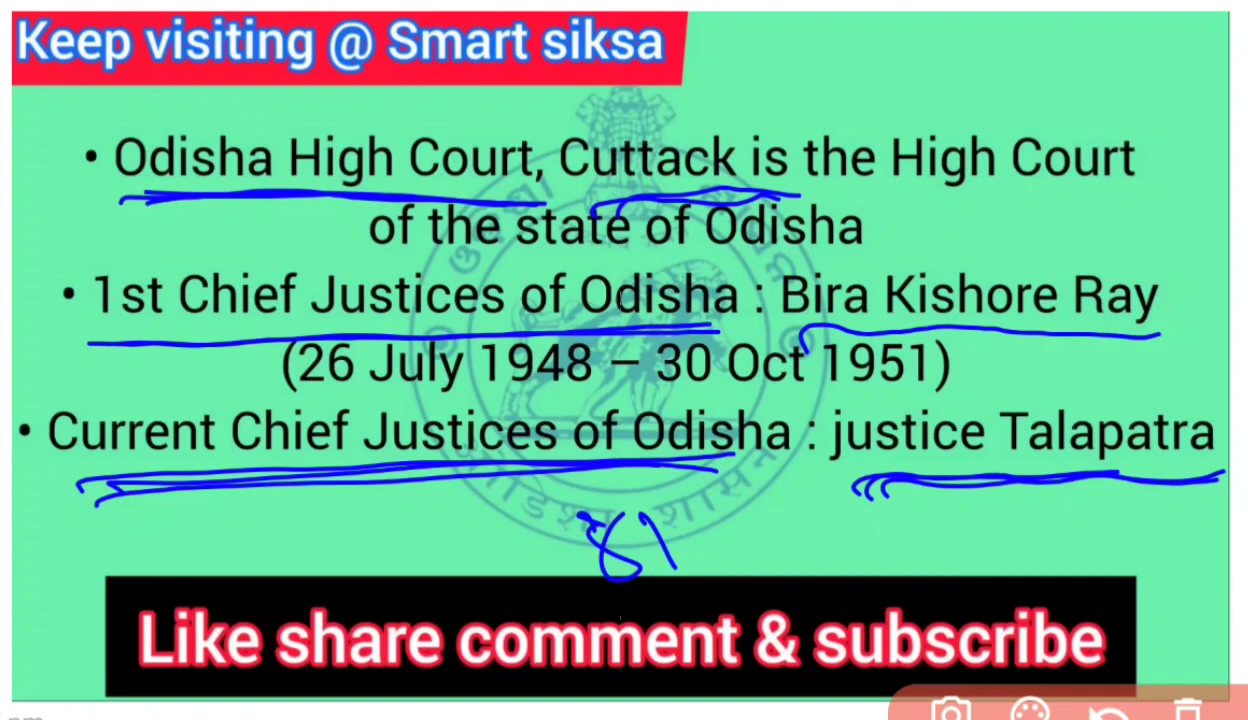 Keep visiting @ Smart siksa
• Odisha High Court, Cuttack is the High Court
of the state of Odisha
• 1st Chief Justices of Odisha : Bira Kishore Ray
(26 July 1948 – 30 Oct 1951)
• Current Chief Justices of Odisha : justice Talapatra
Like share comment & subscribe